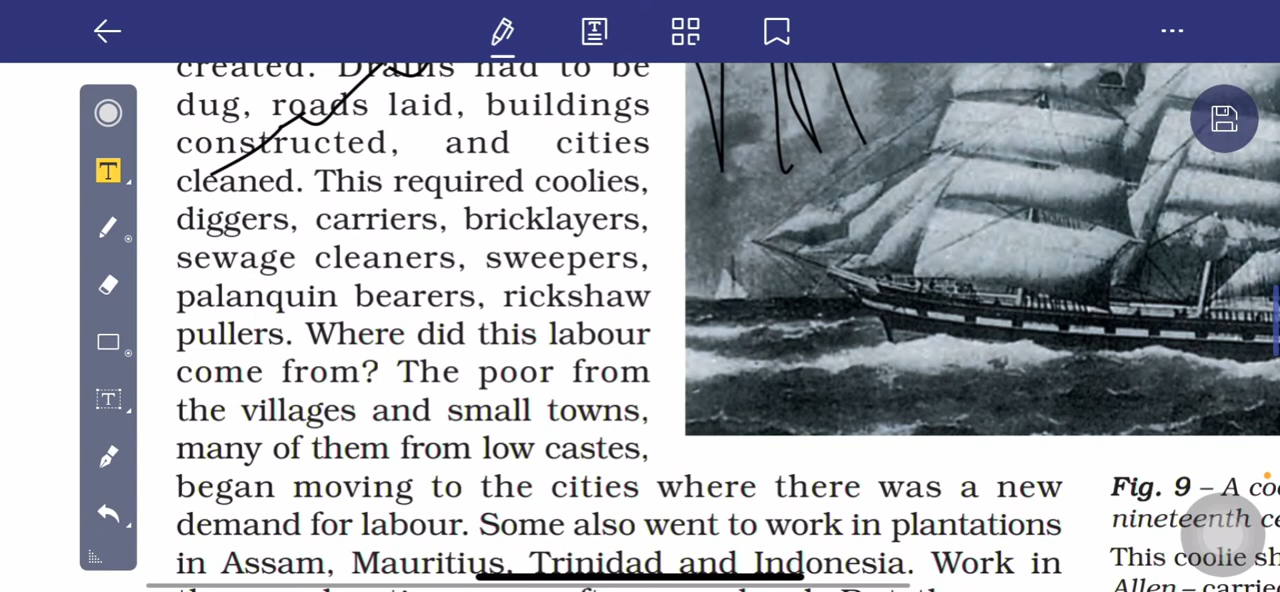 created. Drains had to be
dug, roads laid, buildings
constructed, and cities
cleaned. This required coolies,
diggers, carriers, bricklayers,
sewage cleaners, sweepers,
palanquin bearers, rickshaw
pullers. Where did this labour
come from? The poor from
the villages and small towns,
many of them from low castes,
began moving to the cities where there was a new
demand for labour. Some also went to work in plantations
in Assam, Mauritius, Trinidad and Indonesia. Work in
Fig. 9 – A
nineteenth
This coolie
Allen – carried